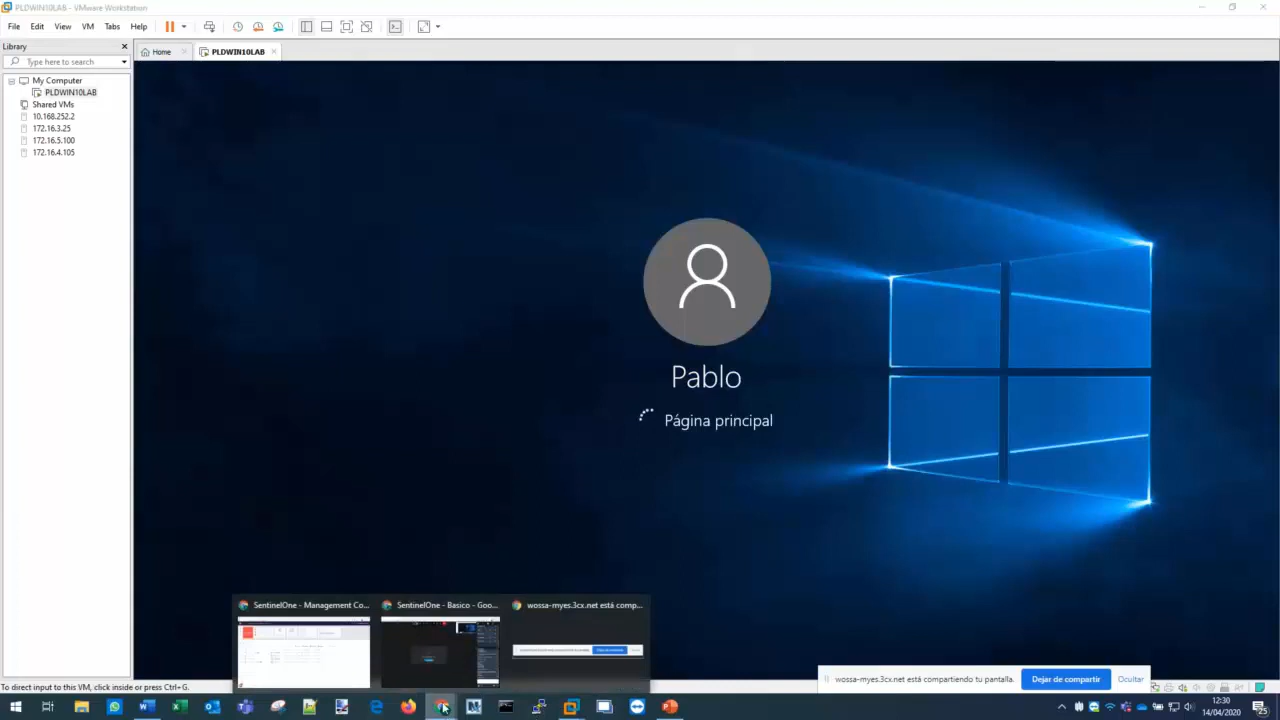 PLDWIN10LAB - VMware Workstation
File Edit View VM Tabs Help
Library
Home
PLDWIN10LAB
Type here to search
My Computer
PLDWIN10LAB
Shared VMs
10.168.252.2
172.16.3.25
172.16.5.100
172.16.4.105
Pablo
Página principal
SentinelOne - Management Co...
SentinelOne - Basico - Goo...
wossa-myes.3cx.net está comp...
To direct input to this VM, click inside or press Ctrl+G.
wossa-myes.3cx.net está compartiendo tu pantalla.
Dejar de compartir
Ocultar
12:30
14/04/2020
25